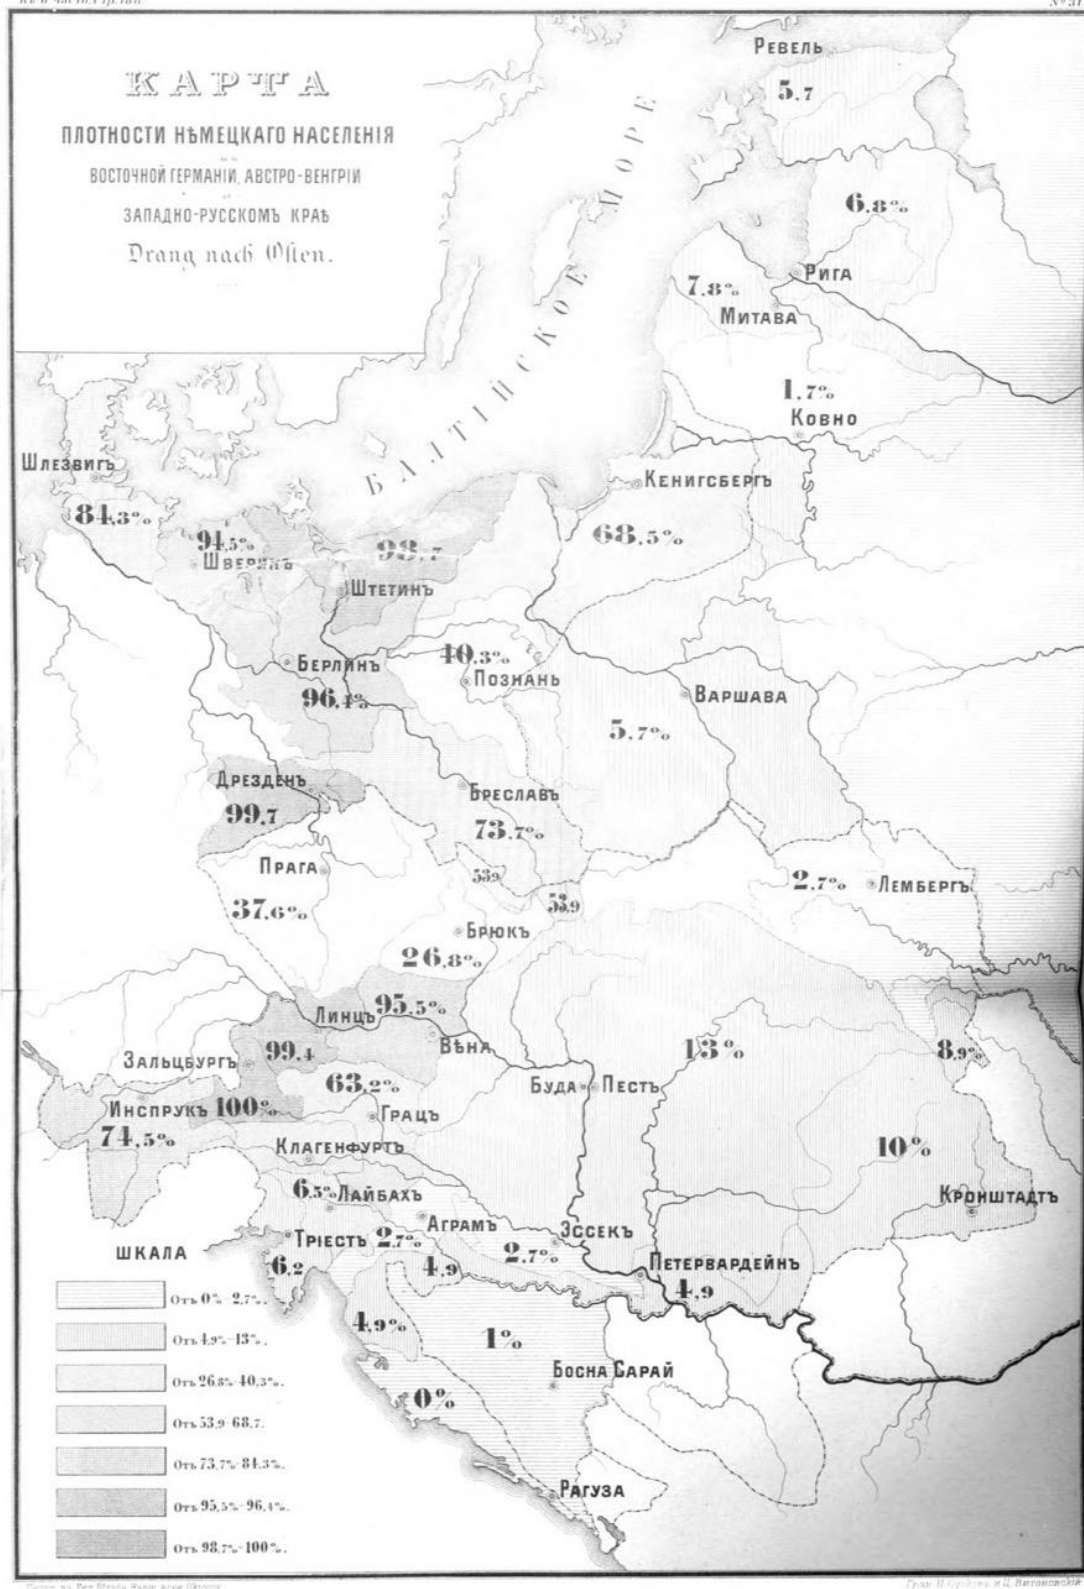 № 31
КАРТА
ПЛОТНОСТИ НѢМЕЦКАГО НАСЕЛЕНІЯ
ВОСТОЧНОЙ ГЕРМАНІИ, АВСТРО-ВЕНГРІИ
ЗАПАДНО-РУССКОМЪ КРАѢ
Drang nach Osten.
БАЛТІЙСКОЕ МОРЕ
РЕВЕЛЬ
5,7
6,8%
РИГА
7,8%
МИТАВА
1,7%
КОВНО
ШЛЕЗВИГЪ
84,3%
КЕНИГСБЕРГЪ
68,5%
94,5%
ШВЕРИНЪ
98,7
ШТЕТИНЪ
БЕРЛИНЪ
96,4%
40,3%
ПОЗНАНЬ
ВАРШАВА
5,7%
ДРЕЗДЕНЪ
99,7
БРЕСЛАВЪ
73,7%
ПРАГА
37,6%
53,9
53,9
2,7%
ЛЕМБЕРГЪ
БРЮКЪ
26,8%
95,5%
ЛИНЦЪ
99,4
ВѢНА
ЗАЛЬЦБУРГЪ
63,2%
13%
8,9%
БУДА
ПЕСТЪ
ИНСПРУКЪ
100%
ГРАЦЪ
74,5%
КЛАГЕНФУРТЪ
10%
КРОНШТАДТЪ
6,5%
ЛАЙБАХЪ
АГРАМЪ
ЭССЕКЪ
ТРІЕСТЪ
2,7%
2,7%
6,2
4,9
ПЕТЕРВАРДЕЙНЪ
4,9
4,9%
1%
БОСНА САРАЙ
0%
РАГУЗА
ШКАЛА
Отъ 0%-2,7%.
Отъ 4,9%-13%.
Отъ 26,8%-40,3%.
Отъ 53,9-68,7.
Отъ 73,7%-84,3%.
Отъ 95,5%-96,4%.
Отъ 98,7%-100%.